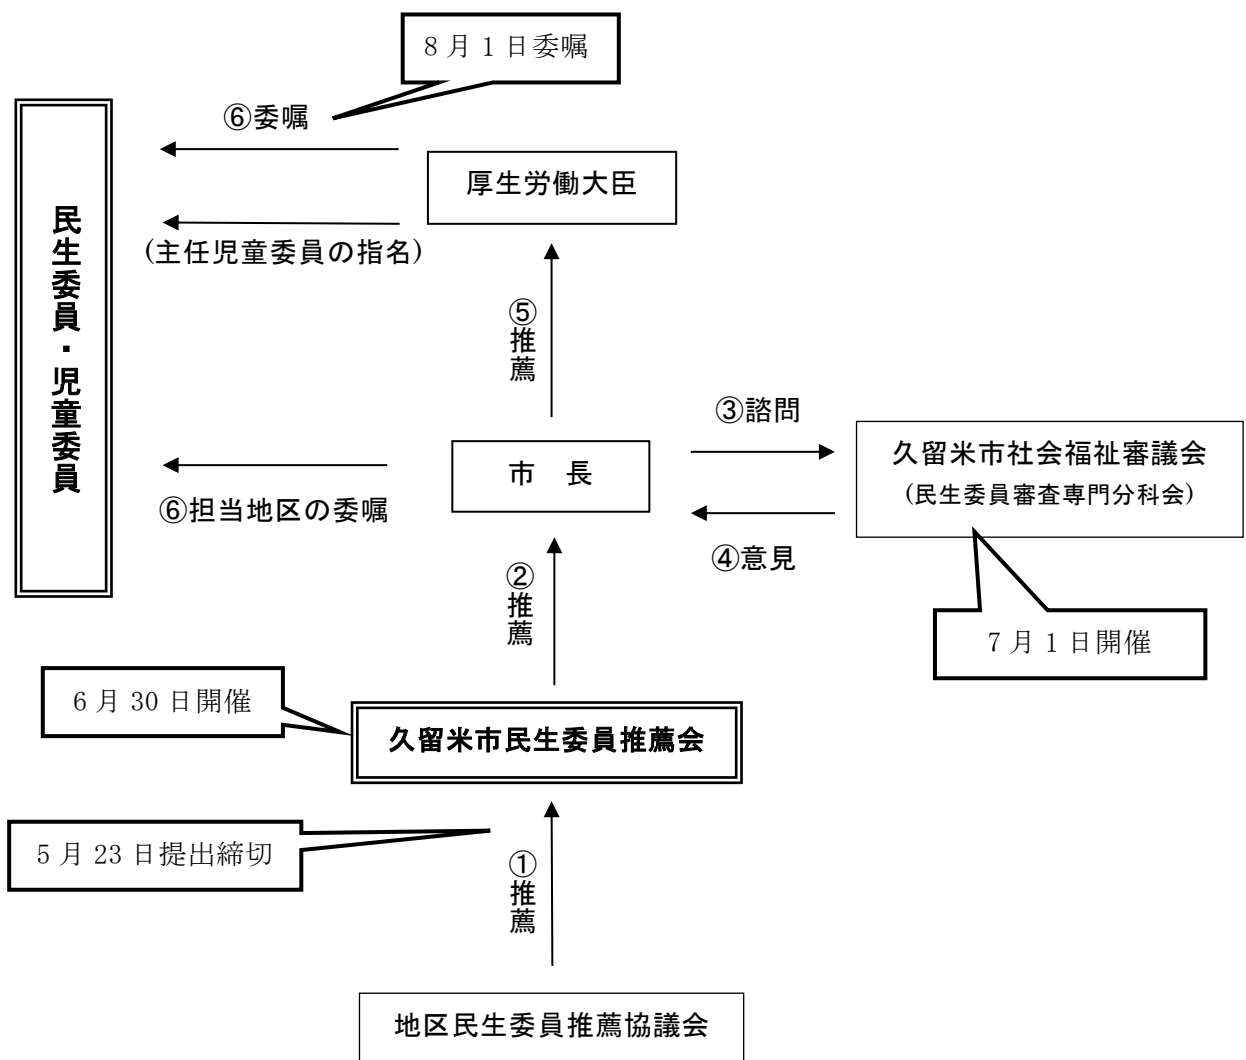 8月1日委嘱
⑥委嘱
厚生労働大臣
(主任児童委員の指名)
民生委員・児童委員
⑤推薦
③諮問
市 長
久留米市社会福祉審議会
(民生委員審査専門分科会)
⑥担当地区の委嘱
④意見
②推薦
7月1日開催
6月30日開催
久留米市民生委員推薦会
5月23日提出締切
①推薦
地区民生委員推薦協議会